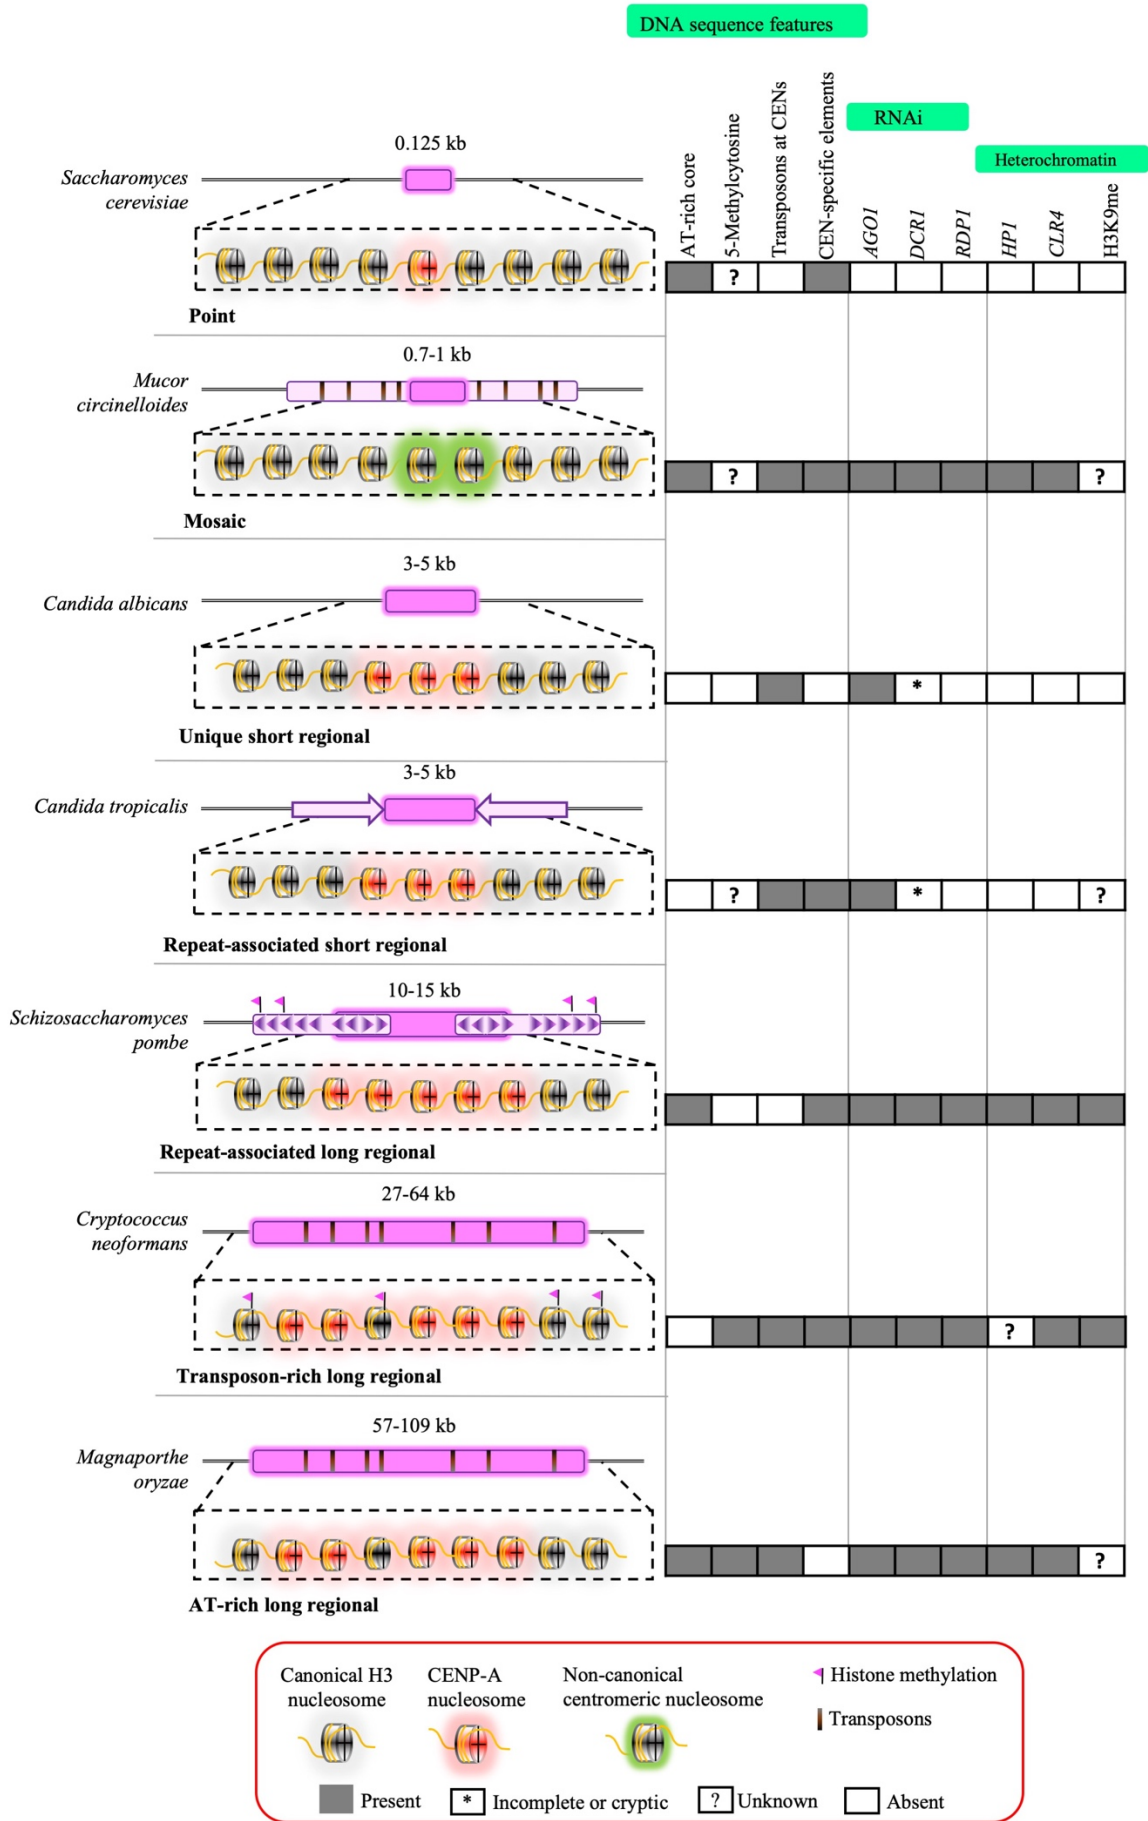 DNA sequence features
RNAi
Heterochromatin
AT-rich core
5-Methylcytosine
Transposons at CENs
CEN-specific elements
AGO1
DCR1
RDP1
HP1
CLR4
H3K9me
0.125 kb
Saccharomyces
cerevisiae
?
Point
0.7-1 kb
Mucor
circinelloides
? ?
Mosaic
3-5 kb
Candida albicans
*
Unique short regional
3-5 kb
Candida tropicalis
? * ?
Repeat-associated short regional
10-15 kb
Schizosaccharomyces
pombe
Repeat-associated long regional
27-64 kb
Cryptococcus
neoformans
?
Transposon-rich long regional
57-109 kb
Magnaporthe
oryzae
?
AT-rich long regional
Canonical H3
nucleosome
CENP-A
nucleosome
Non-canonical
centromeric nucleosome
Histone methylation
Transposons
Present
* Incomplete or cryptic
? Unknown
Absent